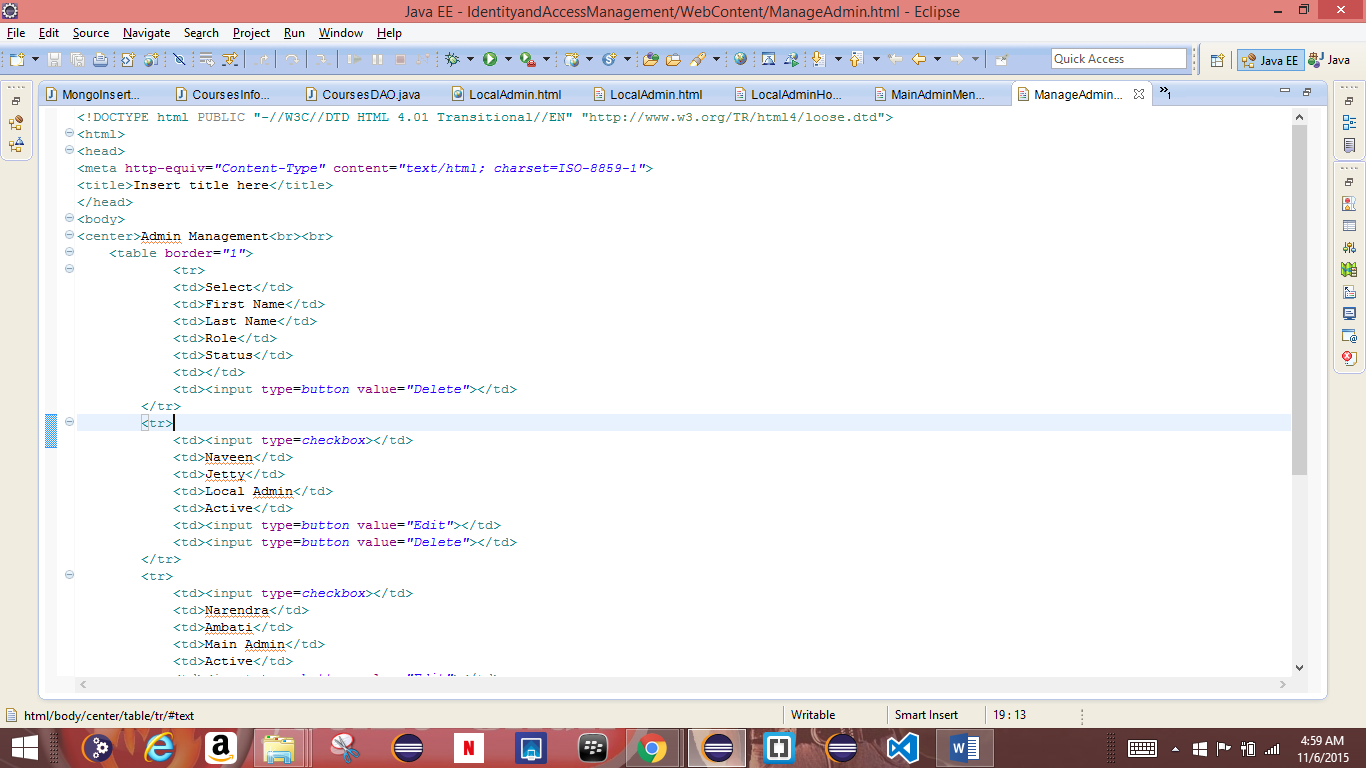 Java EE - IdentityandAccessManagement/WebContent/ManageAdmin.html - Eclipse
File Edit Source Navigate Search Project Run Window Help
Quick Access Java EE Java
MongoInsert... CoursesInfo... CoursesDAO.java LocalAdmin.html LocalAdmin.html LocalAdminHo... MainAdminMen... ManageAdmin... »1
<!DOCTYPE html PUBLIC "-//W3C//DTD HTML 4.01 Transitional//EN" "http://www.w3.org/TR/html4/loose.dtd">
<html>
<head>
<meta http-equiv="Content-Type" content="text/html; charset=ISO-8859-1">
<title>Insert title here</title>
</head>
<body>
<center>Admin Management<br><br>
<table border="1">
<tr>
<td>Select</td>
<td>First Name</td>
<td>Last Name</td>
<td>Role</td>
<td>Status</td>
<td></td>
<td><input type=button value="Delete"></td>
</tr>
<tr>
<td><input type=checkbox></td>
<td>Naveen</td>
<td>Jetty</td>
<td>Local Admin</td>
<td>Active</td>
<td><input type=button value="Edit"></td>
<td><input type=button value="Delete"></td>
</tr>
<tr>
<td><input type=checkbox></td>
<td>Narendra</td>
<td>Ambati</td>
<td>Main Admin</td>
<td>Active</td>
html/body/center/table/tr/#text Writable Smart Insert 19 : 13
4:59 AM
11/6/2015